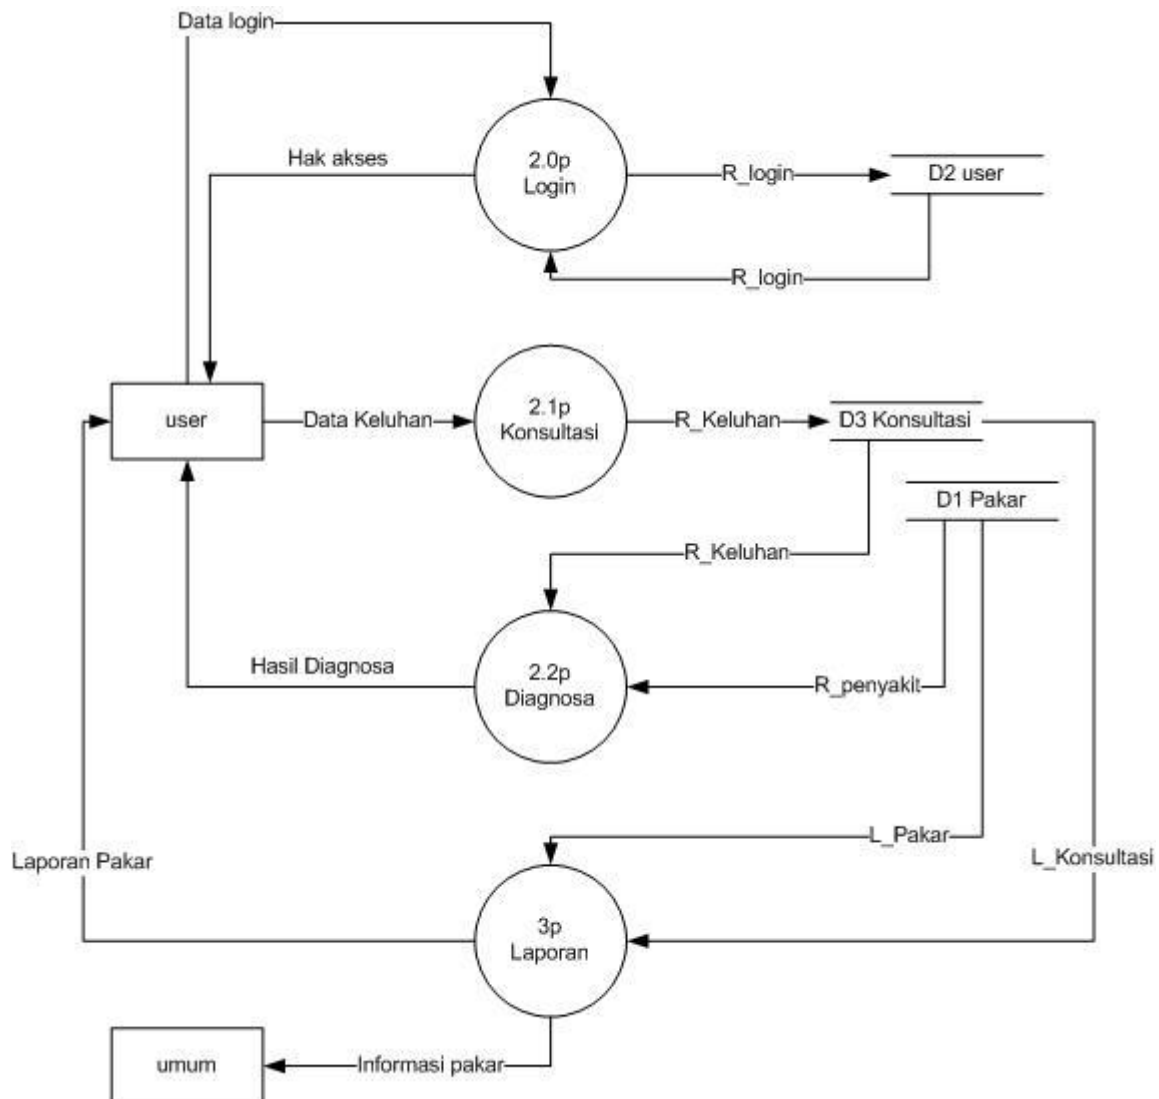 Data login
Hak akses
2.0p
Login
R_login
D2 user
R_login
user
Data Keluhan
2.1p
Konsultasi
R_Keluhan
D3 Konsultasi
D1 Pakar
R_Keluhan
Hasil Diagnosa
2.2p
Diagnosa
R_penyakit
L_Pakar
Laporan Pakar
L_Konsultasi
3p
Laporan
umum
Informasi pakar